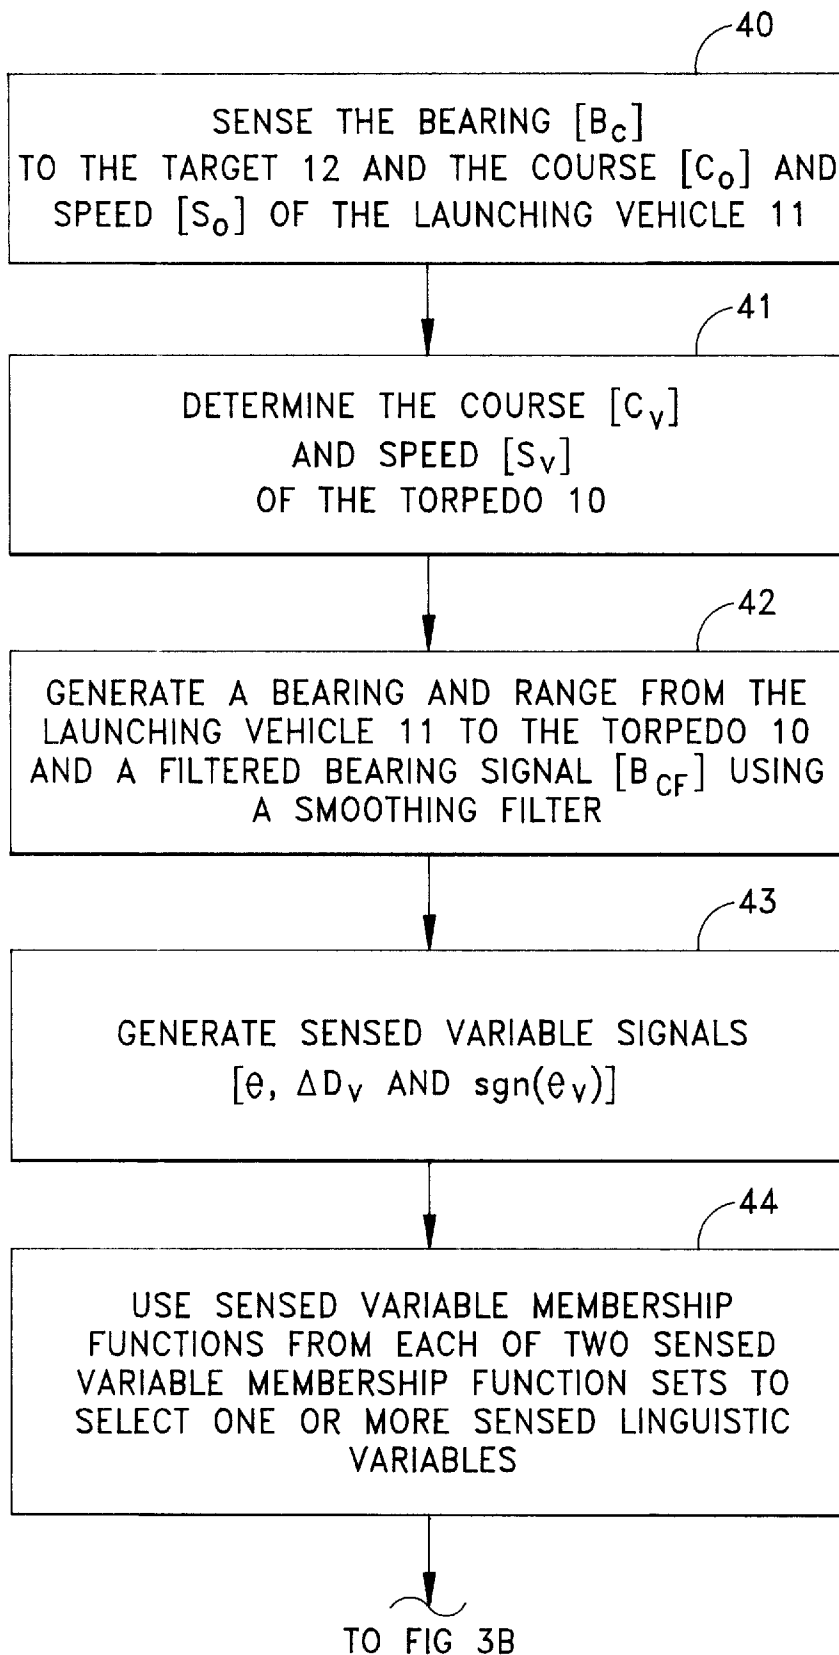 40
SENSE THE BEARING [B_C]
TO THE TARGET 12 AND THE COURSE [C_O] AND
SPEED [S_O] OF THE LAUNCHING VEHICLE 11
41
DETERMINE THE COURSE [C_V]
AND SPEED [S_V]
OF THE TORPEDO 10
42
GENERATE A BEARING AND RANGE FROM THE
LAUNCHING VEHICLE 11 TO THE TORPEDO 10
AND A FILTERED BEARING SIGNAL [B_CF] USING
A SMOOTHING FILTER
43
GENERATE SENSED VARIABLE SIGNALS
[e, ΔD_V AND sgn(e_V)]
44
USE SENSED VARIABLE MEMBERSHIP
FUNCTIONS FROM EACH OF TWO SENSED
VARIABLE MEMBERSHIP FUNCTION SETS TO
SELECT ONE OR MORE SENSED LINGUISTIC
VARIABLES
TO FIG 3B